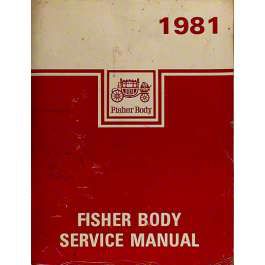 1981
Fisher Body
FISHER BODY
SERVICE MANUAL